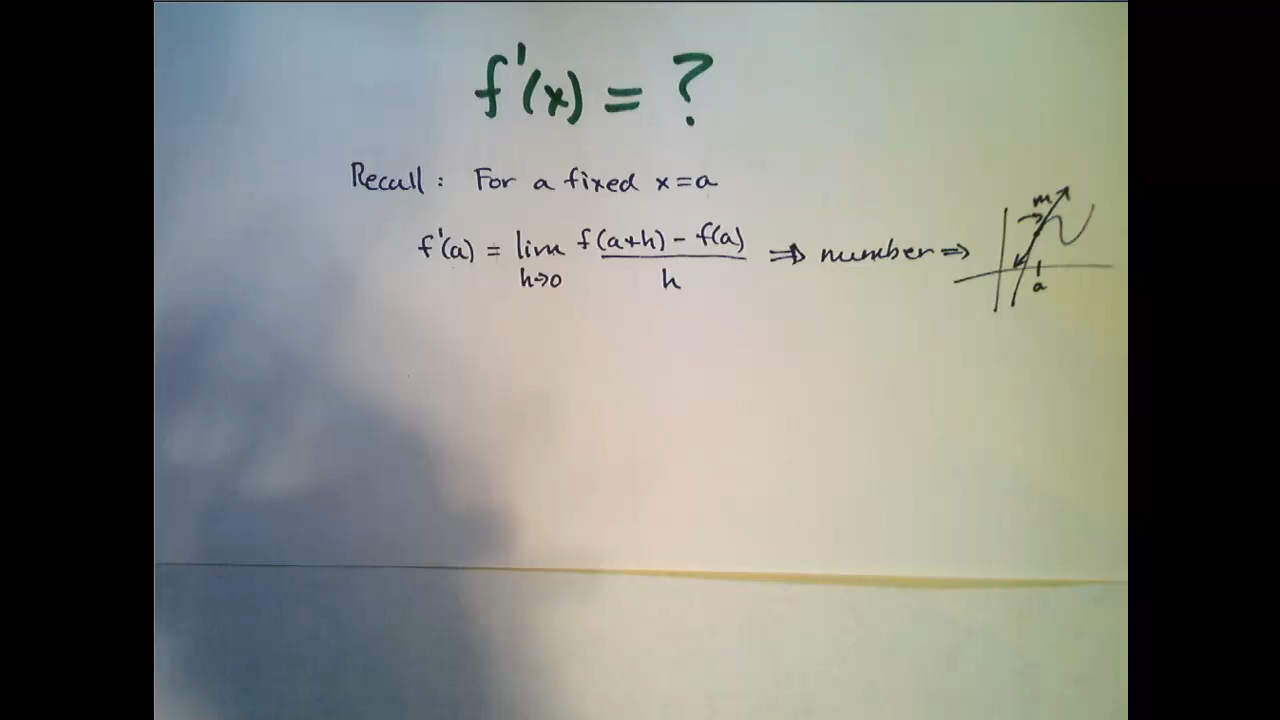 f'(x) = ?
Recall : For a fixed x=a
f'(a) = lim h→0 f(a+h) - f(a) / h ⇒ number ⇒
m
a